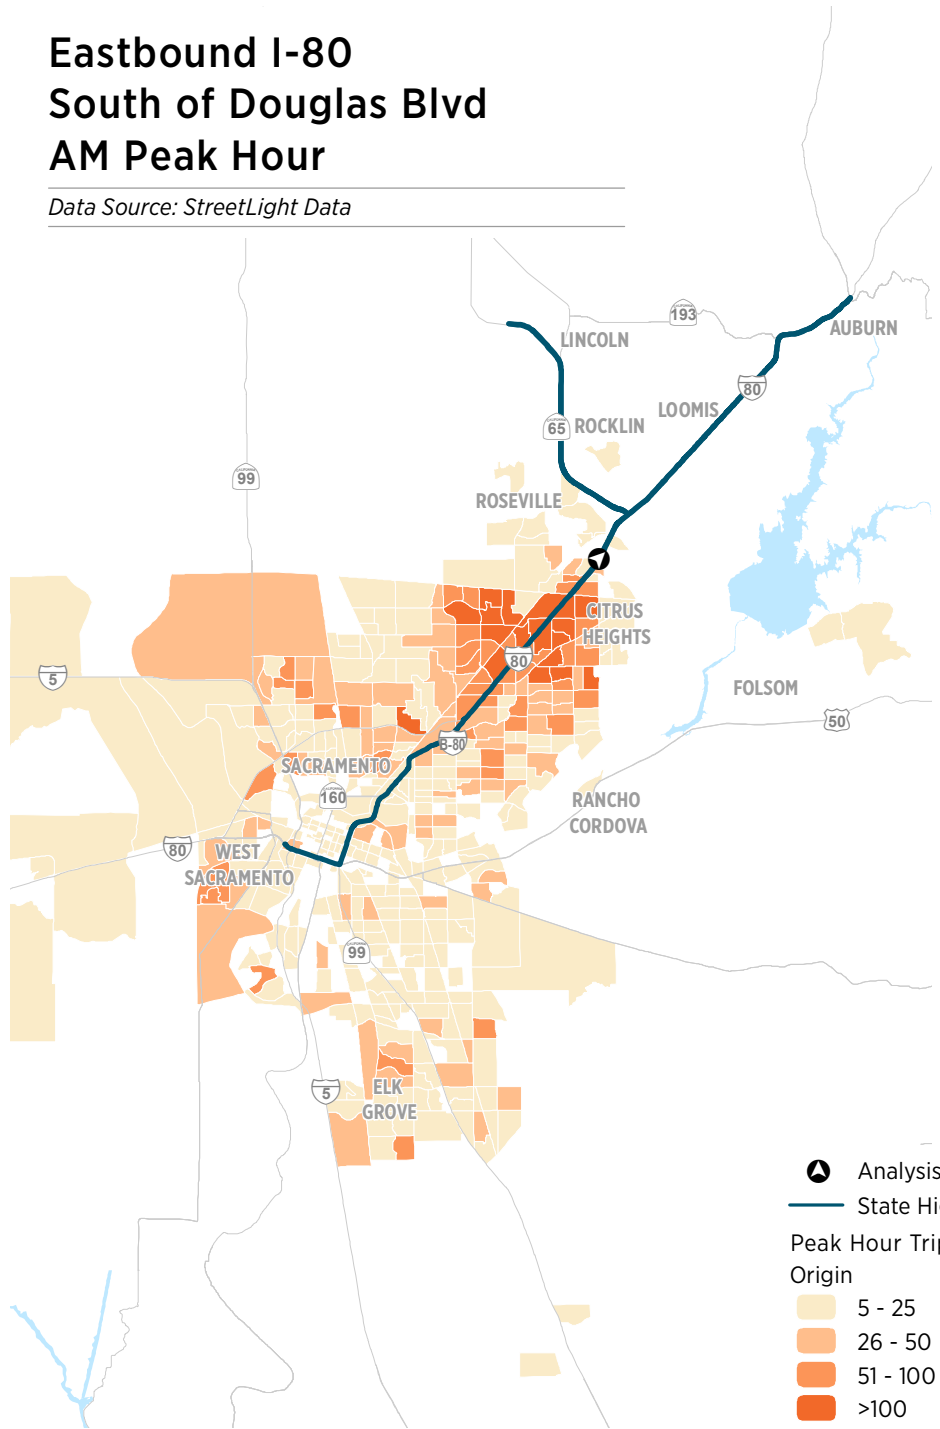 Eastbound I-80
South of Douglas Blvd
AM Peak Hour
Data Source: StreetLight Data
193
AUBURN
LINCOLN
80
LOOMIS
65
ROCKLIN
99
ROSEVILLE
CITRUS
HEIGHTS
80
5
FOLSOM
50
B-80
SACRAMENTO
160
RANCHO
CORDOVA
80
WEST
SACRAMENTO
99
5
ELK
GROVE
Analysis
State Hi
Peak Hour Trip
Origin
5 - 25
26 - 50
51 - 100
>100